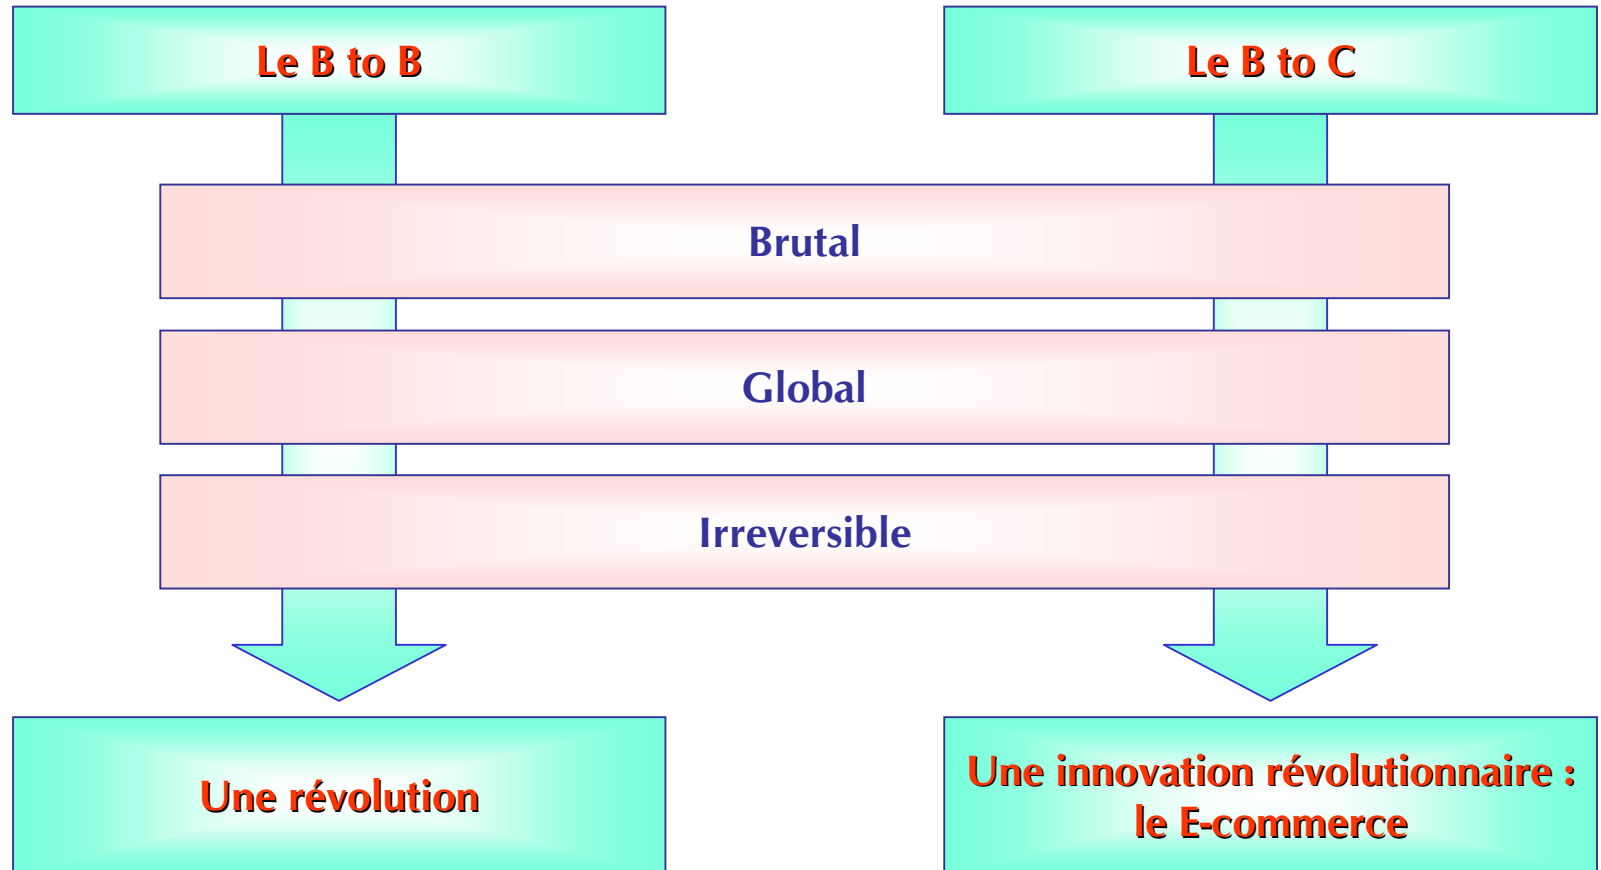 Le B to B
Le B to C
Brutal
Global
Irreversible
Une révolution
Une innovation révolutionnaire :
le E-commerce